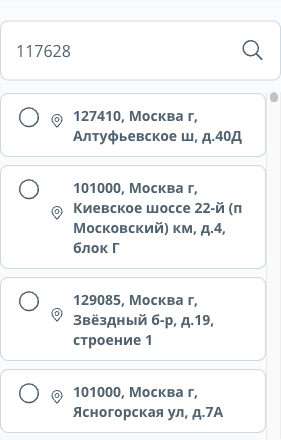 117628
127410, Москва г,
Алтуфьевское ш, д.40Д
101000, Москва г,
Киевское шоссе 22-й (п
Московский) км, д.4,
блок Г
129085, Москва г,
Звёздный б-р, д.19,
строение 1
101000, Москва г,
Ясногорская ул, д.7А